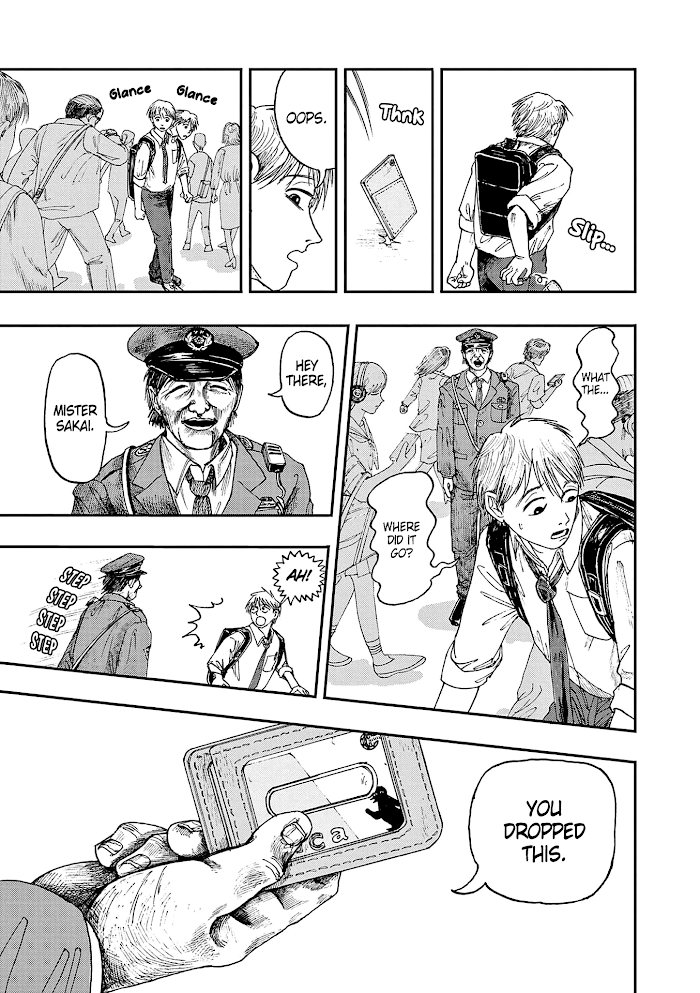 Slip...
Thnk
OOPS.
Glance
Glance
WHAT
THE...
WHERE
DID IT
GO?
HEY
THERE,
MISTER
SAKAI.
AH!
STEP
STEP
STEP
STEP
YOU
DROPPED
THIS.
ca